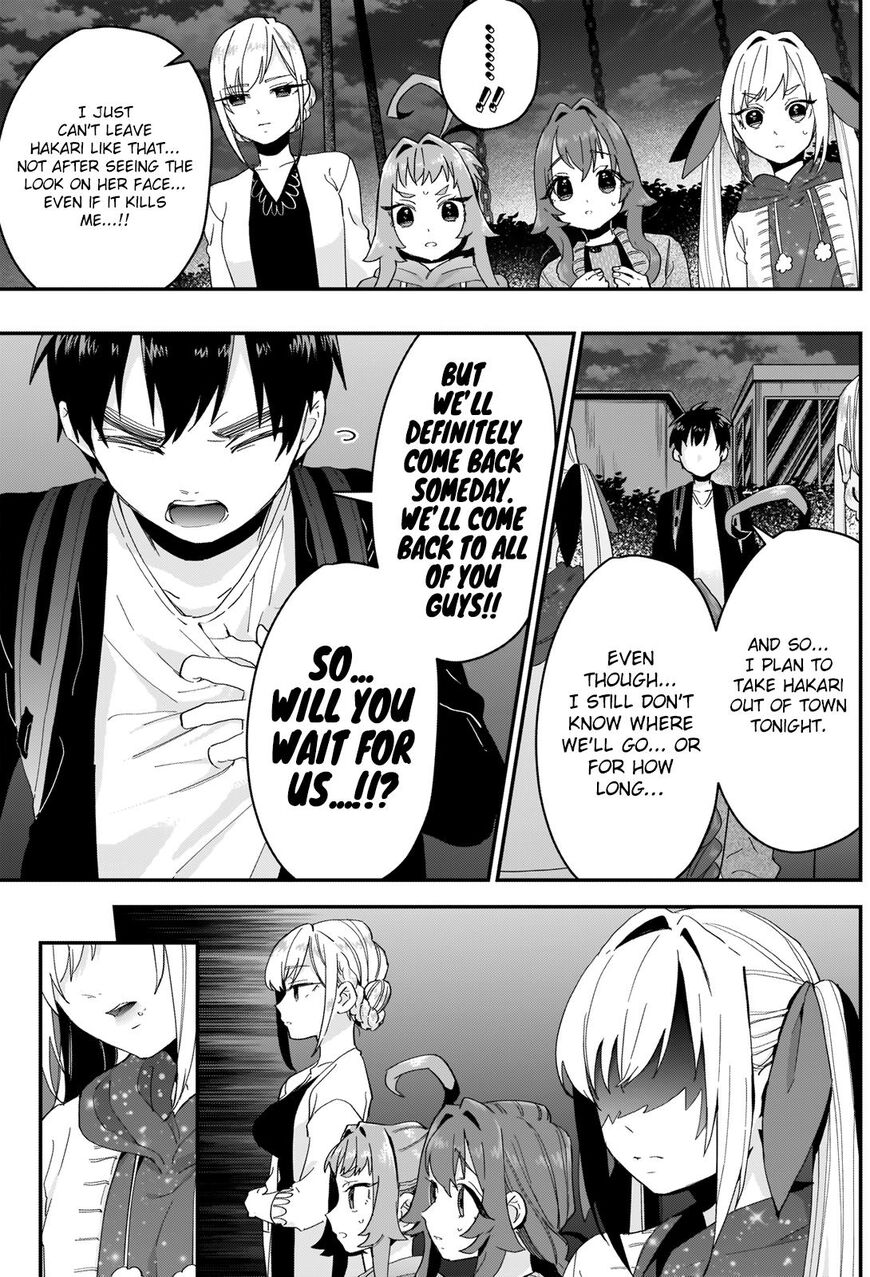 ………!!
I JUST
CAN'T LEAVE
HAKARI LIKE THAT...
NOT AFTER SEEING THE
LOOK ON HER FACE...
EVEN IF IT KILLS
ME...!!
AND SO...
I PLAN TO
TAKE HAKARI
OUT OF TOWN
TONIGHT.
EVEN
THOUGH...
I STILL DON'T
KNOW WHERE
WE'LL GO... OR
FOR HOW
LONG...
BUT
WE'LL
DEFINITELY
COME BACK
SOMEDAY.
WE'LL COME
BACK TO ALL
OF YOU
GUYS!!
SO...
WILL YOU
WAIT FOR
US...!!?